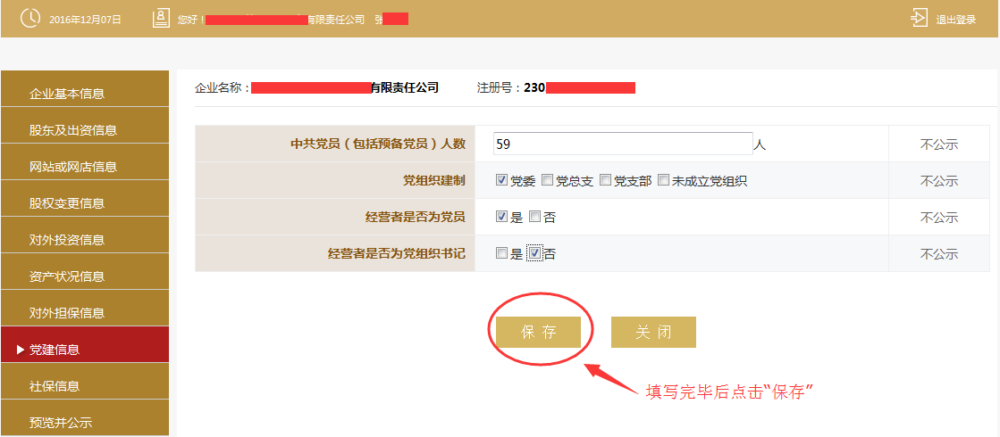 2016年12月07日 您好！ 有限责任公司 张 退出登录
企业名称： 有限责任公司 注册号：230
企业基本信息
股东及出资信息
网站或网店信息
股权变更信息
对外投资信息
资产状况信息
对外担保信息
党建信息
社保信息
预览并公示
中共党员（包括预备党员）人数 59 人 不公示
党组织建制 党委 党总支 党支部 未成立党组织 不公示
经营者是否为党员 是 否 不公示
经营者是否为党组织书记 是 否 不公示
保 存 关 闭
填写完毕后点击“保存”